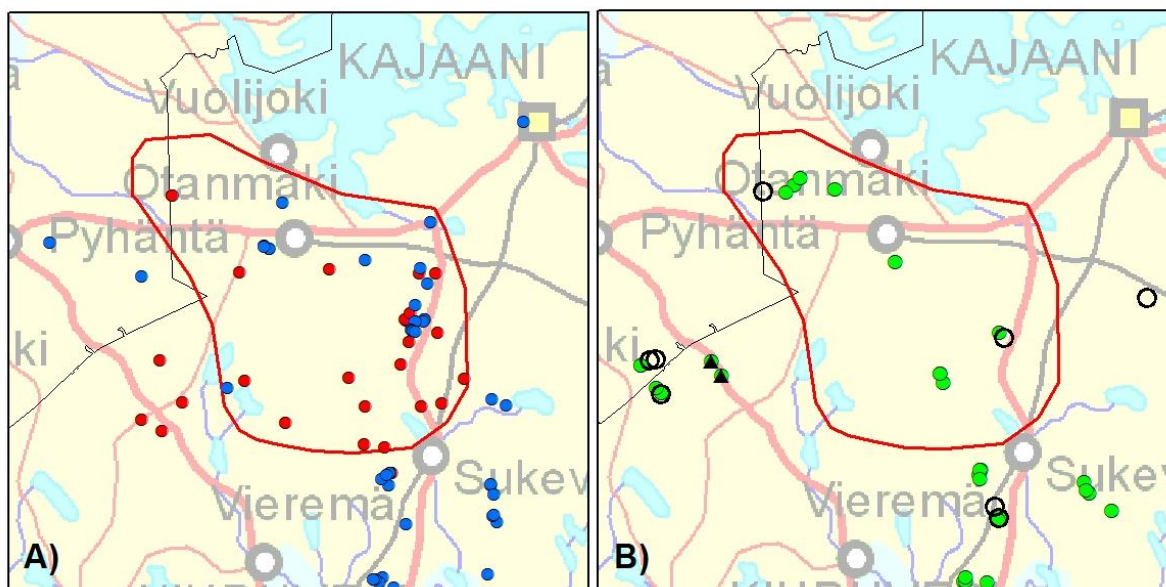 KAJAANI
Vuolijoki
Otanmäki
Pyhäntä
ki
Sukev
Vieremä
A)
KAJAANI
Vuolijoki
Otanmäki
Pyhäntä
ki
Sukev
Vieremä
B)